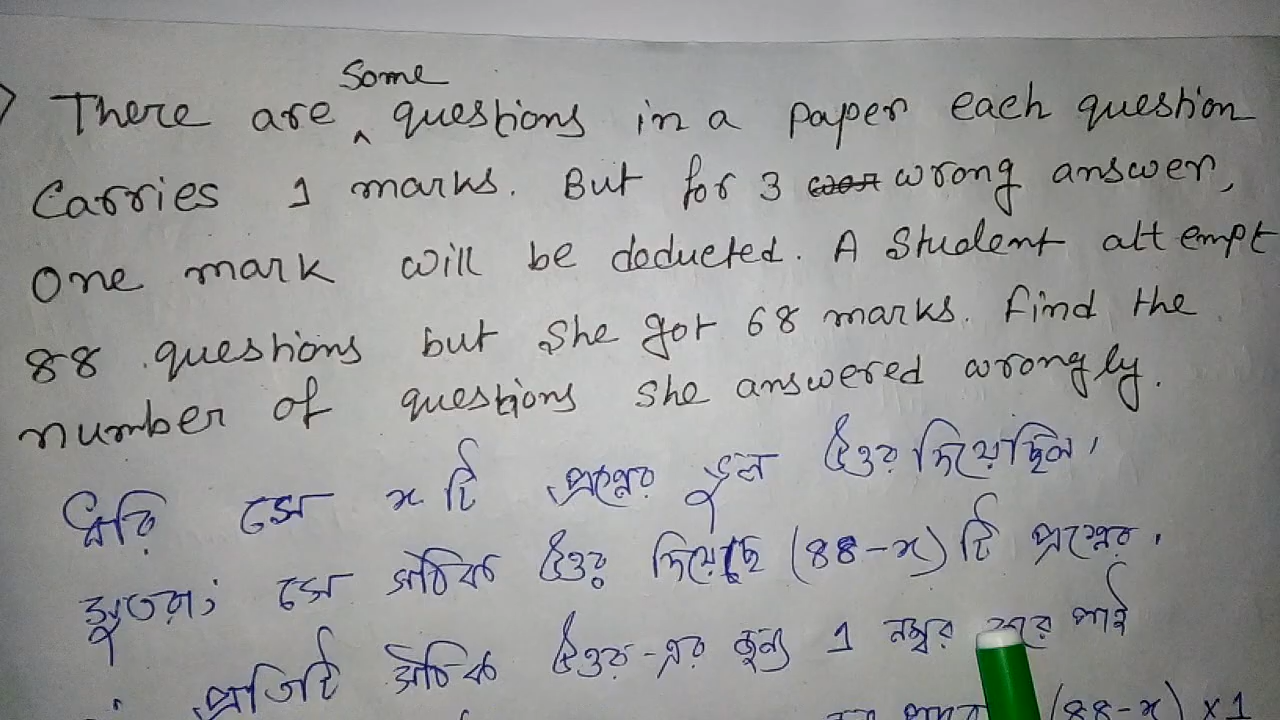 There are some questions in a paper each question
Carries 1 marks. But for 3 wrong answer,
One mark will be deducted. A Student attempt
88 questions but she got 68 marks. Find the
number of questions she answered wrongly.
ধরি সে x টি প্রশ্নের ভুল উত্তর দিয়েছিল।
সুতরাং সে সঠিক উত্তর দিয়েছে (88-x) টি প্রশ্নের।
প্রতিটি সঠিক উত্তর-এর জন্য 1 নম্বর করে পাই
(88-x) x1